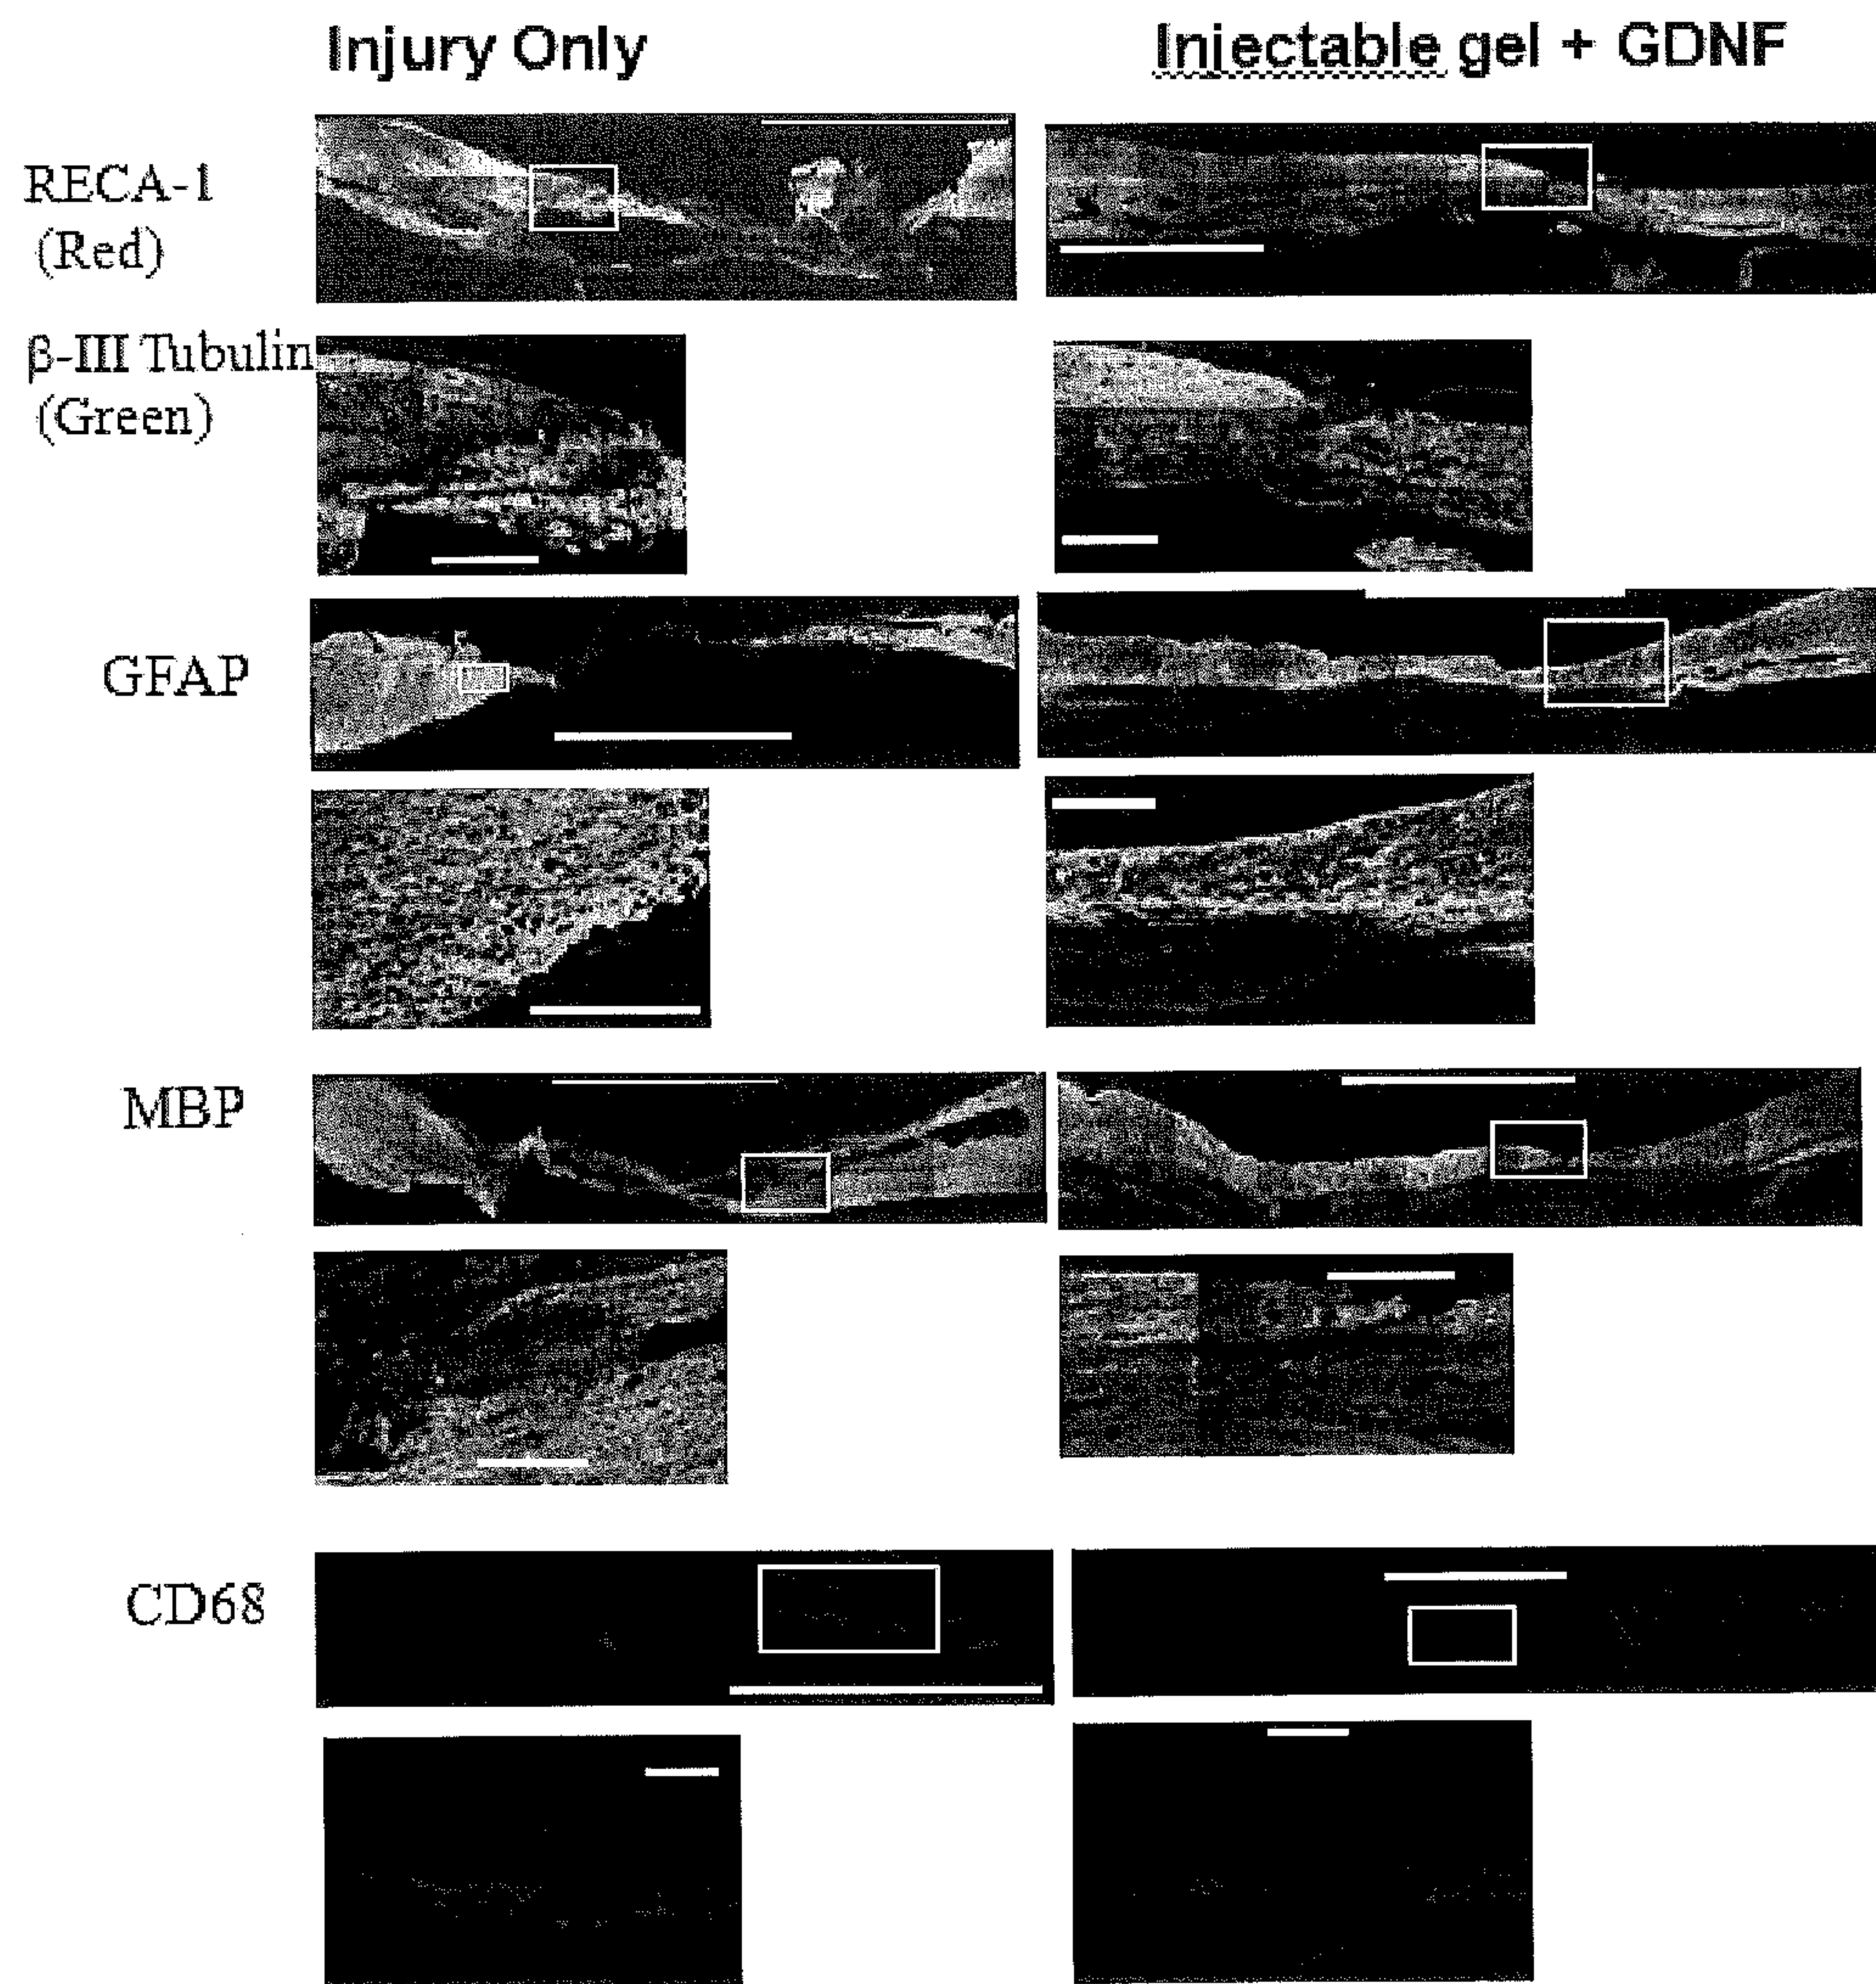 Injury Only
Injectable gel + GDNF
RECA-1
(Red)
β-III Tubulin
(Green)
GFAP
MBP
CD68